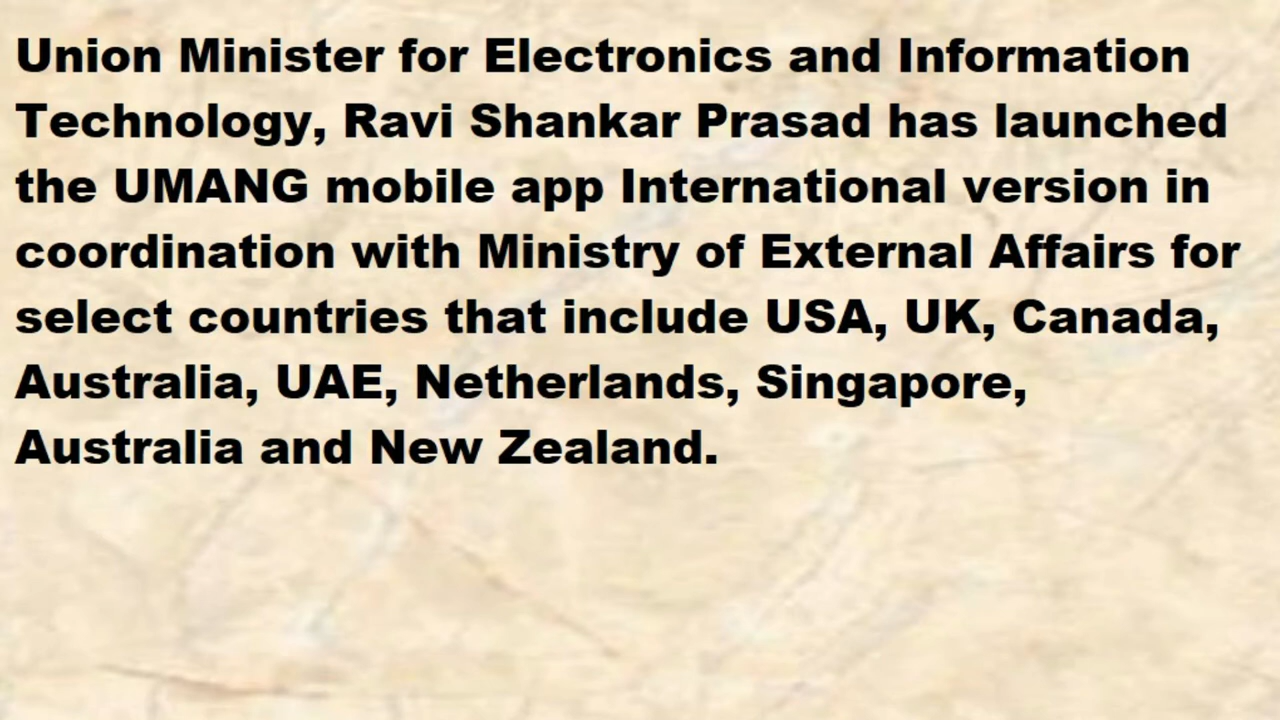 Union Minister for Electronics and Information
Technology, Ravi Shankar Prasad has launched
the UMANG mobile app International version in
coordination with Ministry of External Affairs for
select countries that include USA, UK, Canada,
Australia, UAE, Netherlands, Singapore,
Australia and New Zealand.